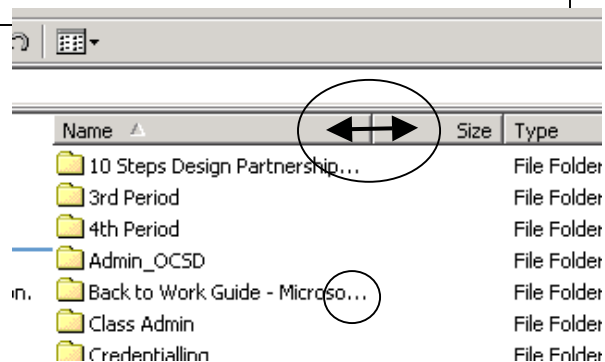 Name Size Type
10 Steps Design Partnership... File Folder
3rd Period File Folder
4th Period File Folder
Admin_OCSD File Folder
on. Back to Work Guide - Microso... File Folder
Class Admin File Folder
Credentialling File Folder